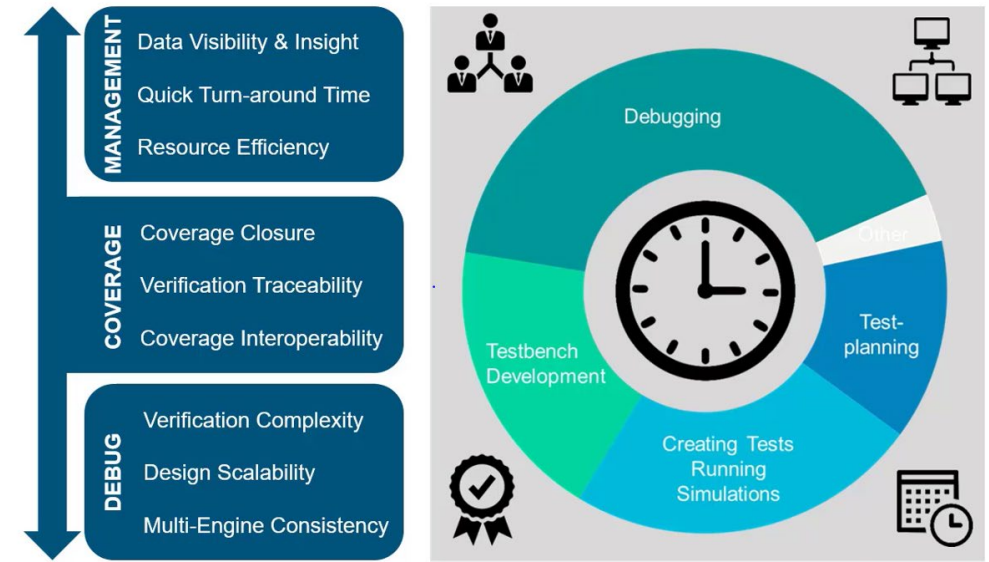 MANAGEMENT
Data Visibility & Insight
Quick Turn-around Time
Resource Efficiency
COVERAGE
Coverage Closure
Verification Traceability
Coverage Interoperability
DEBUG
Verification Complexity
Design Scalability
Multi-Engine Consistency
Debugging
Other
Test-
planning
Testbench
Development
Creating Tests
Running
Simulations